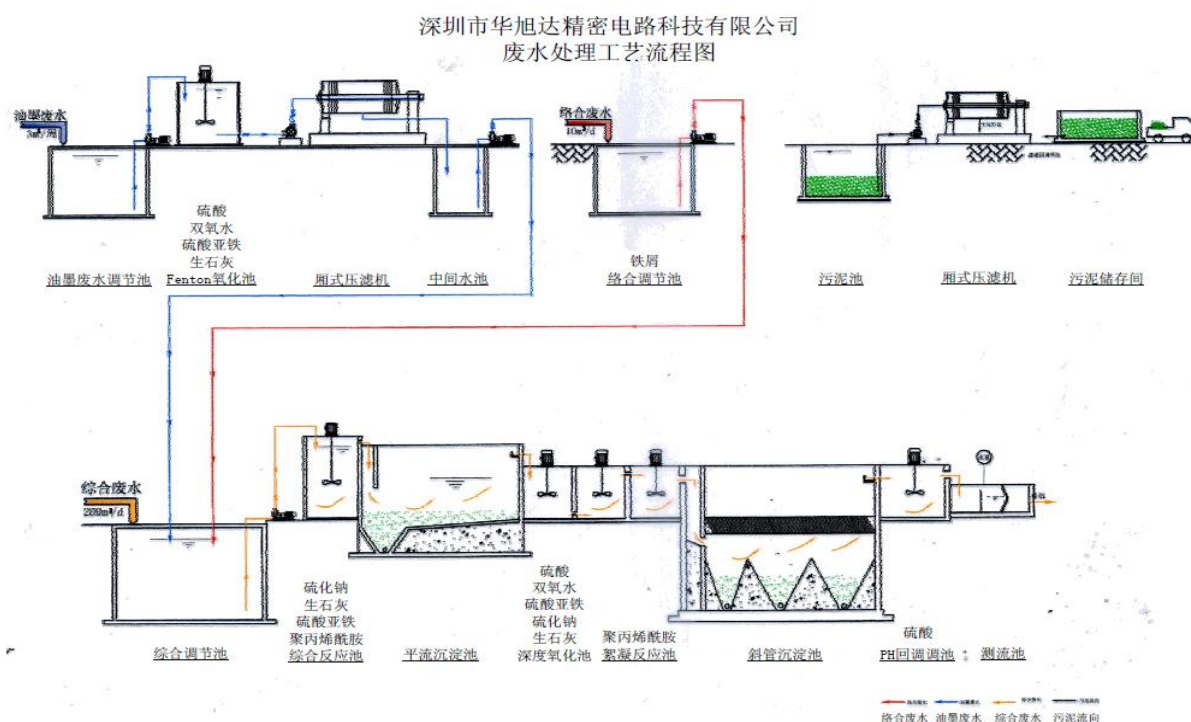 深圳市华旭达精密电路科技有限公司
废水处理工艺流程图
油墨废水
3m³/周
络合废水
10m³/d
硫酸
双氧水
硫酸亚铁
生石灰
铁屑
油墨废水调节池
Fenton氧化池
厢式压滤机
中间水池
络合调节池
污泥池
厢式压滤机
污泥储存间
综合废水
280m³/d
硫化钠
生石灰
硫酸亚铁
聚丙烯酰胺
硫酸
双氧水
硫酸亚铁
硫化钠
生石灰
聚丙烯酰胺
硫酸
综合调节池
综合反应池
平流沉淀池
深度氧化池
絮凝反应池
斜管沉淀池
PH回调调池
测流池
络合废水
油墨废水
综合废水
污泥流向